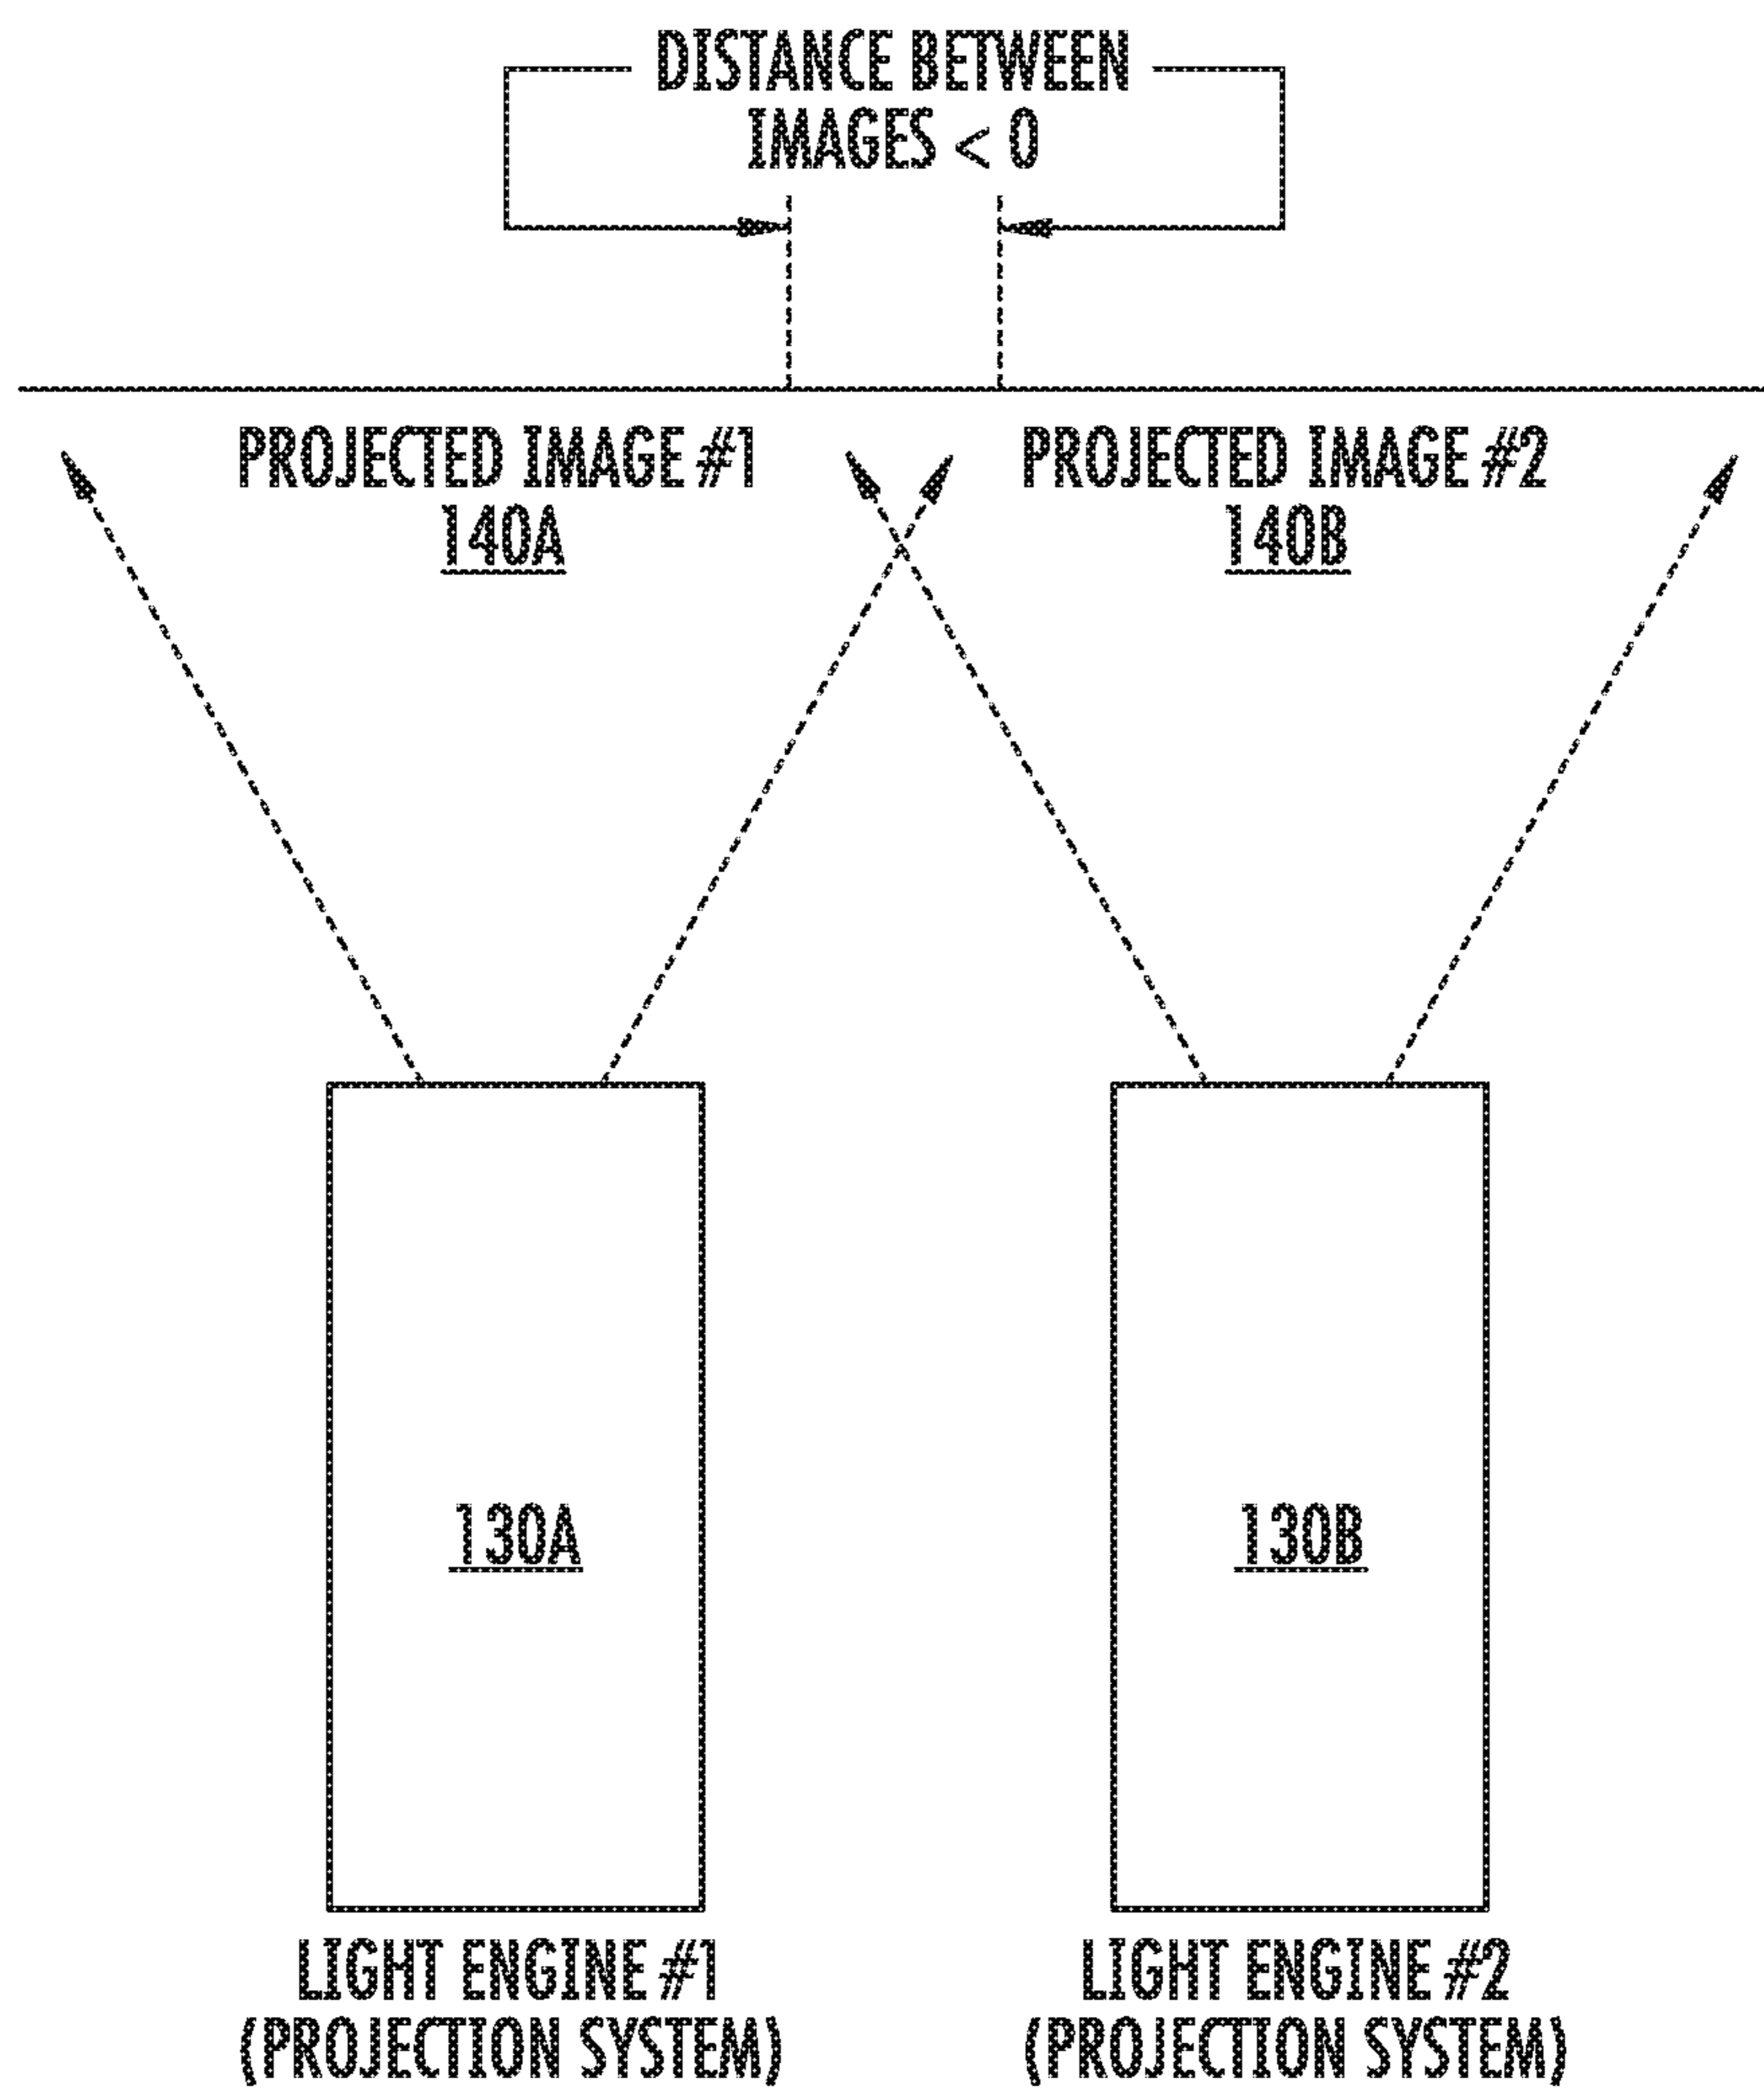 DISTANCE BETWEEN
IMAGES < 0
PROJECTED IMAGE #1
140A
PROJECTED IMAGE #2
140B
130A
130B
LIGHT ENGINE #1
(PROJECTION SYSTEM)
LIGHT ENGINE #2
(PROJECTION SYSTEM)